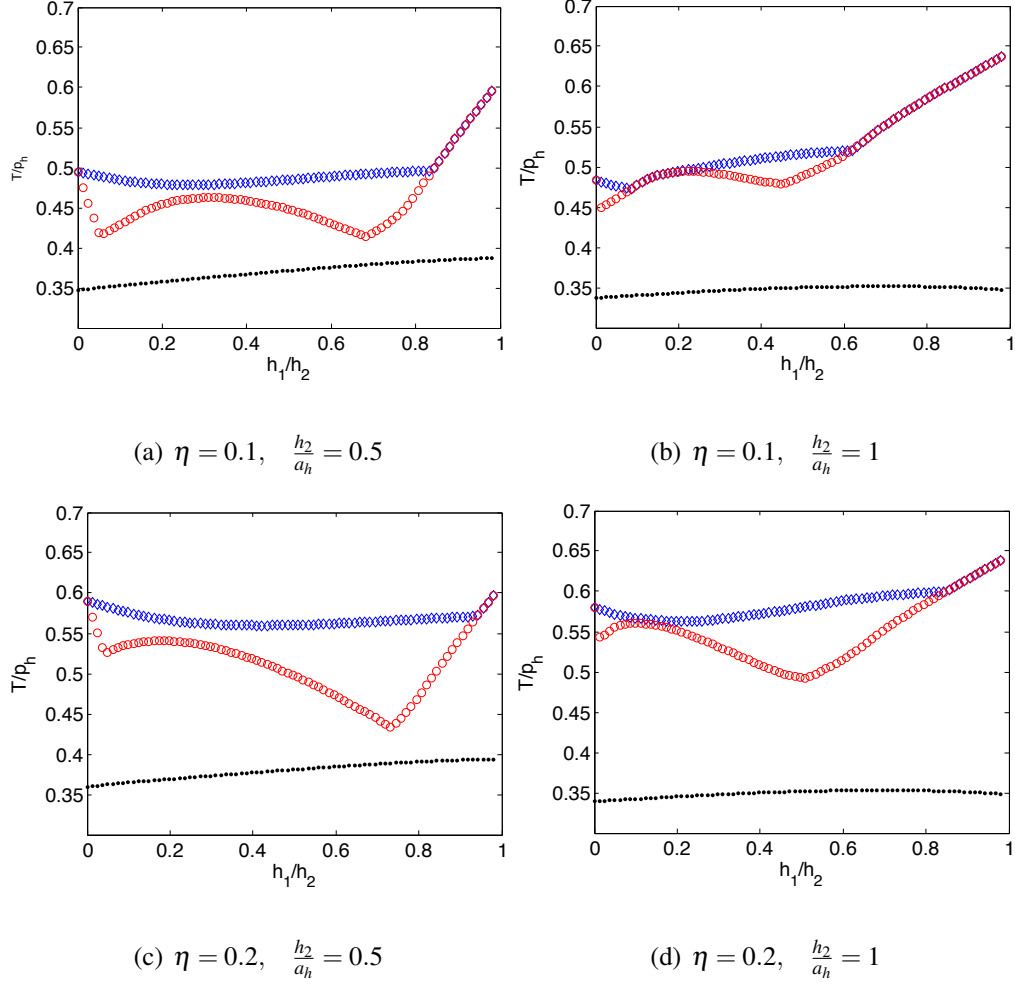 0.7
0.65
0.6
0.55
0.5
0.45
0.4
0.35
T/p_h
0 0.2 0.4 0.6 0.8 1
h_1/h_2
(a) η = 0.1, h_2/a_h = 0.5
0.7
0.65
0.6
0.55
0.5
0.45
0.4
0.35
T/p_h
0 0.2 0.4 0.6 0.8 1
h_1/h_2
(b) η = 0.1, h_2/a_h = 1
0.7
0.65
0.6
0.55
0.5
0.45
0.4
0.35
T/p_h
0 0.2 0.4 0.6 0.8 1
h_1/h_2
(c) η = 0.2, h_2/a_h = 0.5
0.7
0.65
0.6
0.55
0.5
0.45
0.4
0.35
T/p_h
0 0.2 0.4 0.6 0.8 1
h_1/h_2
(d) η = 0.2, h_2/a_h = 1